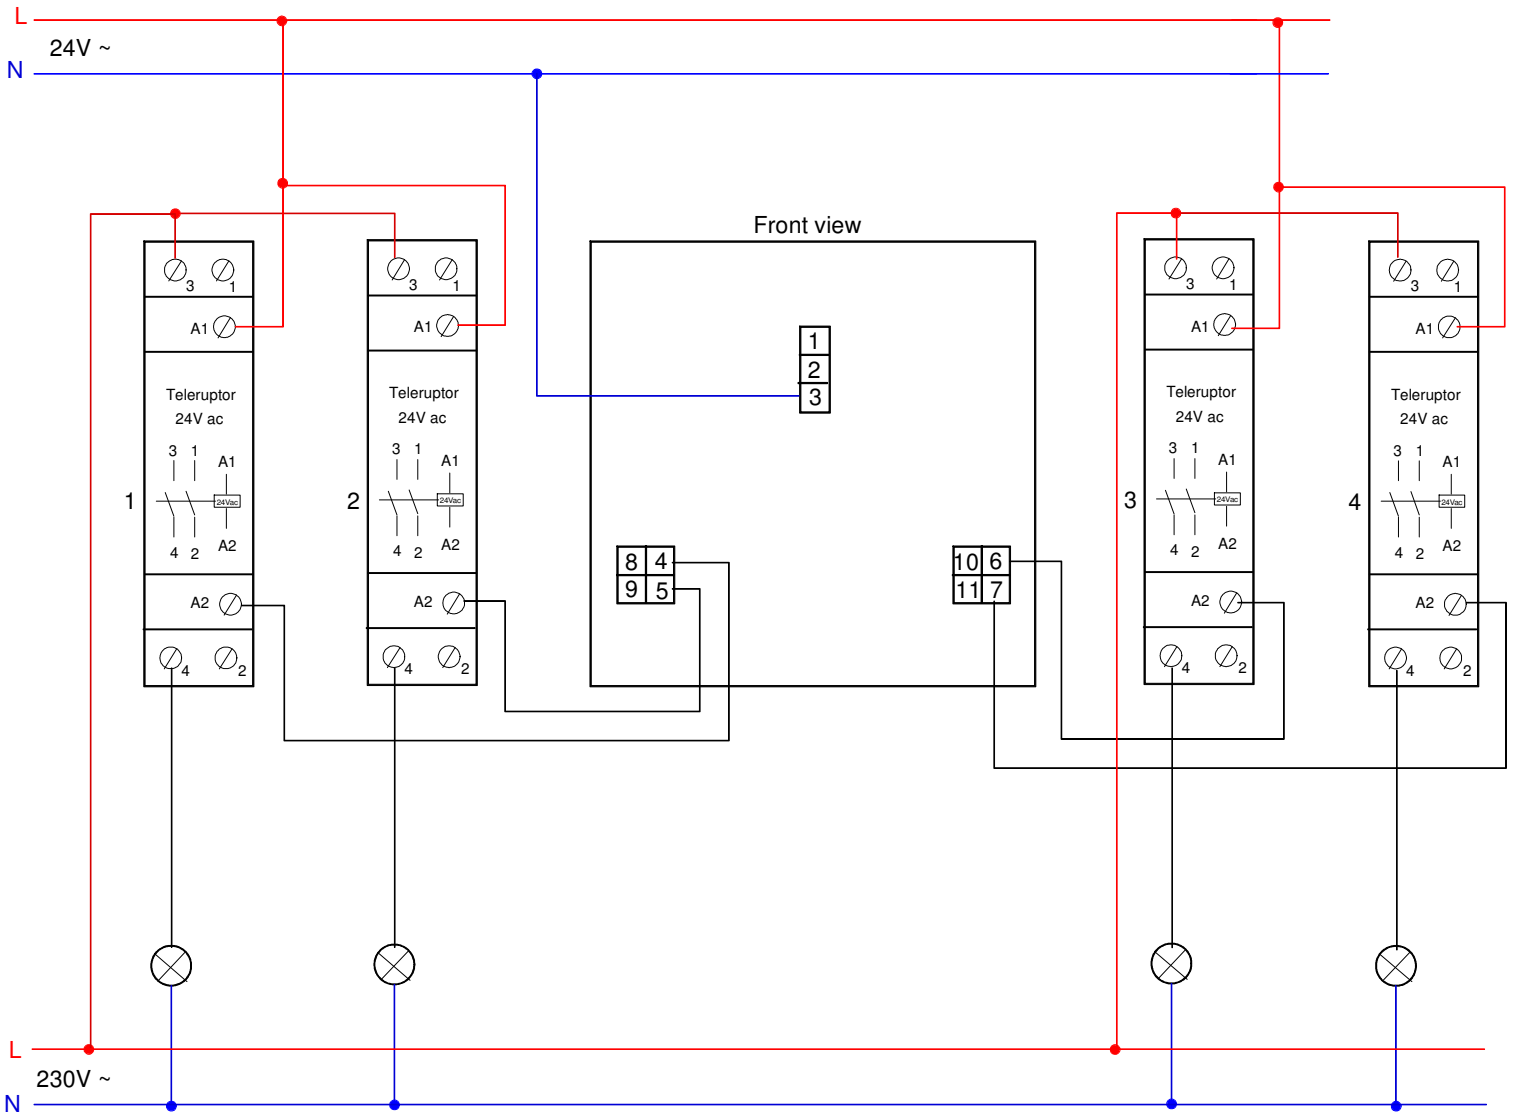 L
24V ~
N
Front view
3 1
A1
Teleruptor
24V ac
3 1
A1
24Vac
4 2
A2
1
A2
4 2
3 1
A1
Teleruptor
24V ac
3 1
A1
24Vac
4 2
A2
2
A2
4 2
1
2
3
8 4
9 5
10 6
11 7
3 1
A1
Teleruptor
24V ac
3 1
A1
24Vac
4 2
A2
3
A2
4 2
3 1
A1
Teleruptor
24V ac
3 1
A1
24Vac
4 2
A2
4
A2
4 2
L
230V ~
N